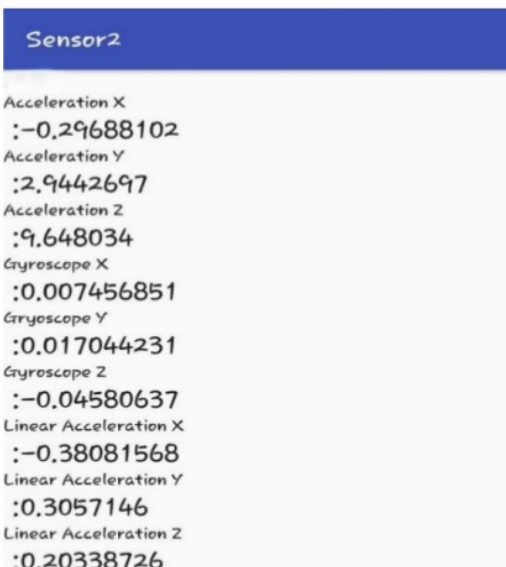 Sensor2
Acceleration X
:-0.29688102
Acceleration Y
:2.9442697
Acceleration Z
:9.648034
Gyroscope X
:0.007456851
Gryoscope Y
:0.017044231
Gyroscope Z
:-0.04580637
Linear Acceleration X
:-0.38081568
Linear Acceleration Y
:0.3057146
Linear Acceleration Z
:0.20338726